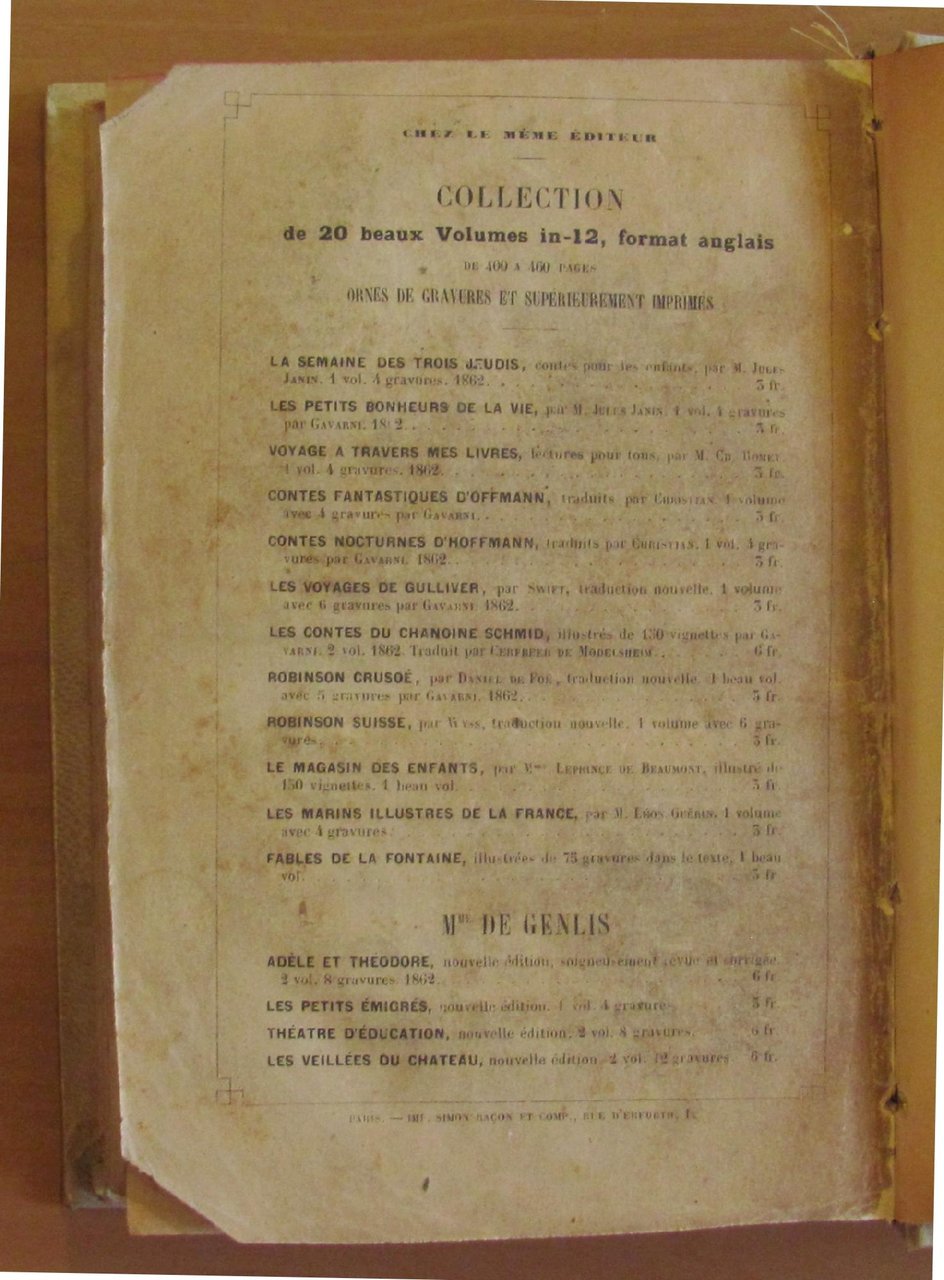 CHEZ LE MÊME ÉDITEUR
COLLECTION
de 20 beaux Volumes in-12, format anglais
DE 400 A 460 PAGES
ORNÉS DE GRAVURES ET SUPÉRIEUREMENT IMPRIMÉS
LA SEMAINE DES TROIS JEUDIS, contes pour les enfants, par M. JULES
JANIN. 1 vol. 4 gravures. 1862. 3 fr.
LES PETITS BONHEURS DE LA VIE, par M. JULES JANIN. 1 vol. 4 gravures
par GAVARNI. 1862. 3 fr.
VOYAGE A TRAVERS MES LIVRES, lectures pour tous, par M. CH. ROMEY
1 vol. 4 gravures. 1862. 3 fr.
CONTES FANTASTIQUES D'OFFMANN, traduits par CHRISTIAN. 1 volume
avec 4 gravures par GAVARNI. 3 fr.
CONTES NOCTURNES D'HOFFMANN, traduits par CHRISTIAN. 1 vol. 4 gra-
vures par GAVARNI. 1862. 3 fr.
LES VOYAGES DE GULLIVER, par SWIFT, traduction nouvelle. 1 volume
avec 6 gravures par GAVARNI. 1862. 3 fr.
LES CONTES DU CHANOINE SCHMID, illustrés de 150 vignettes par GA-
VARNI. 2 vol. 1862. Traduit par CERFBEER DE MÉDELSHEIM. 6 fr.
ROBINSON CRUSOÉ, par DANIEL DE FOÉ, traduction nouvelle. 1 beau vol.
avec 5 gravures par GAVARNI. 1862. 3 fr.
ROBINSON SUISSE, par WYSS, traduction nouvelle. 1 volume avec 6 gra-
vures. 3 fr.
LE MAGASIN DES ENFANTS, par Mme LEPRINCE DE BEAUMONT, illustré de
150 vignettes. 1 beau vol. 3 fr.
LES MARINS ILLUSTRES DE LA FRANCE, par M. LÉON GUÉRIN. 1 volume
avec 4 gravures. 3 fr.
FABLES DE LA FONTAINE, illustrées de 75 gravures dans le texte, 1 beau
vol. 3 fr.
Mme DE GENLIS
ADÈLE ET THÉODORE, nouvelle édition, soigneusement revue et corrigée.
2 vol. 8 gravures. 1862. 6 fr.
LES PETITS ÉMIGRÉS, nouvelle édition. 1 vol. 4 gravures 3 fr.
THÉATRE D'ÉDUCATION, nouvelle édition. 2 vol. 8 gravures. 6 fr.
LES VEILLÉES DU CHATEAU, nouvelle édition. 2 vol. 12 gravures 6 fr.
PARIS. — IMP. SIMON RAÇON ET COMP., RUE D'ERFURTH, 1.